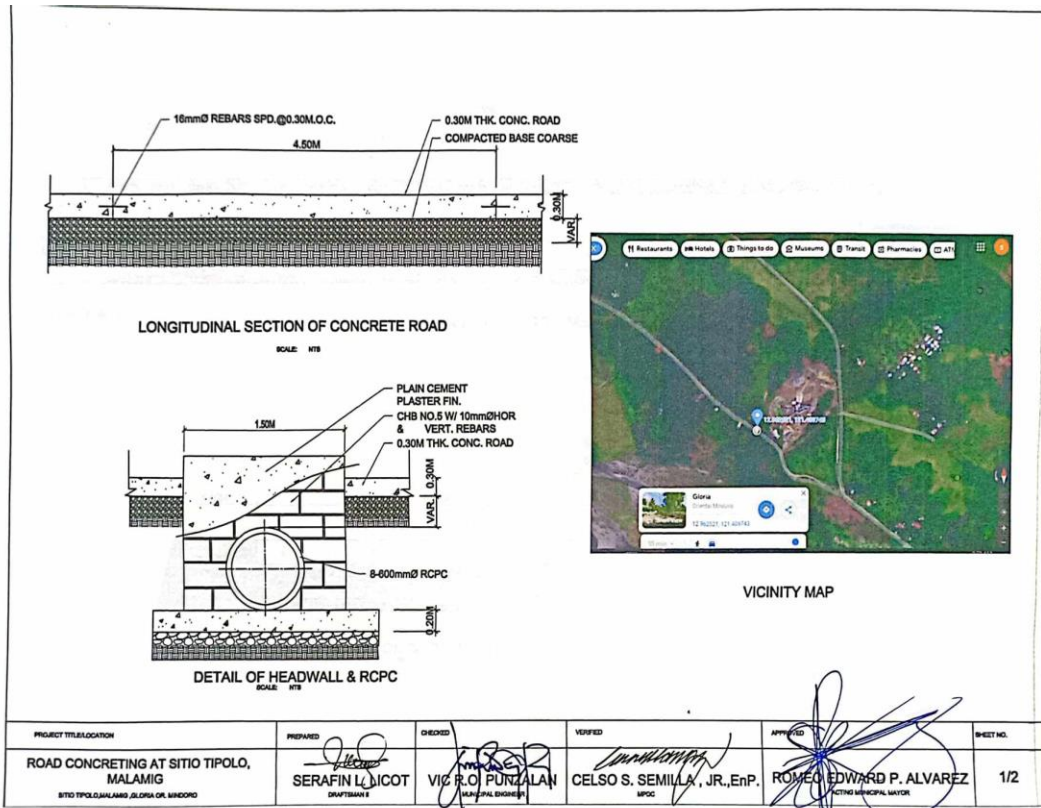 16mmØ REBARS SPD.@0.30M.O.C.
0.30M THK. CONC. ROAD
COMPACTED BASE COARSE
4.50M
0.30M
VAR.
LONGITUDINAL SECTION OF CONCRETE ROAD
SCALE: NTS
PLAIN CEMENT
PLASTER FIN.
CHB NO.5 W/ 10mmØHOR
& VERT. REBARS
0.30M THK. CONC. ROAD
1.50M
0.30M
VAR.
8-600mmØ RCPC
0.20M
DETAIL OF HEADWALL & RCPC
SCALE: NTS
Restaurants
Hotels
Things to do
Museums
Transit
Pharmacies
Gloria
VICINITY MAP
PROJECT TITLE/LOCATION
ROAD CONCRETING AT SITIO TIPOLO,
MALAMIG
SITIO TIPOLO,MALAMIG ,GLORIA OR. MINDORO
PREPARED
SERAFIN L. SICOT
DRAFTSMAN II
CHECKED
VIC R.O. PUNZALAN
MUNICIPAL ENGINEER
VERIFIED
CELSO S. SEMILLA , JR.,EnP.
MPDC
APPROVED
ROMEO EDWARD P. ALVAREZ
ACTING MUNICIPAL MAYOR
SHEET NO.
1/2